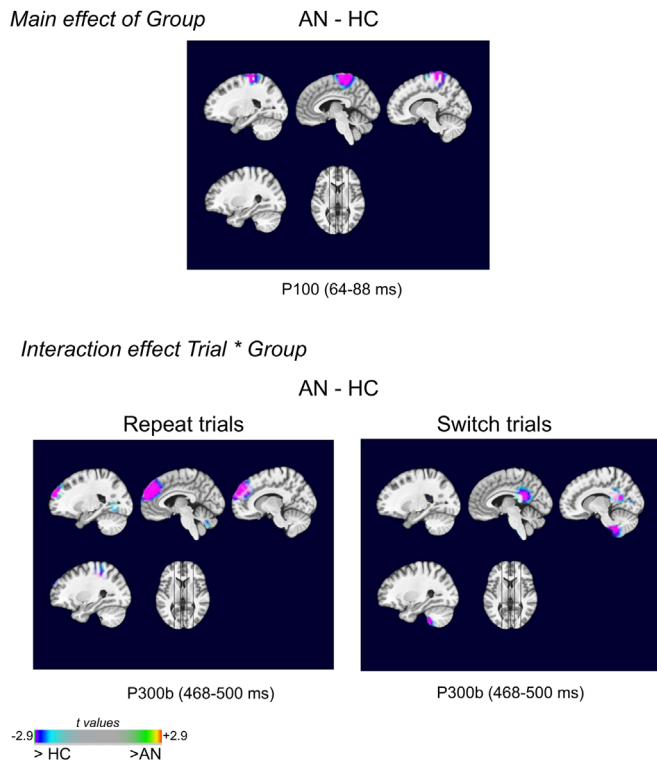 Main effect of Group
AN - HC
P100 (64-88 ms)
Interaction effect Trial * Group
AN - HC
Repeat trials
Switch trials
P300b (468-500 ms)
P300b (468-500 ms)
t values
-2.9
+2.9
> HC
>AN